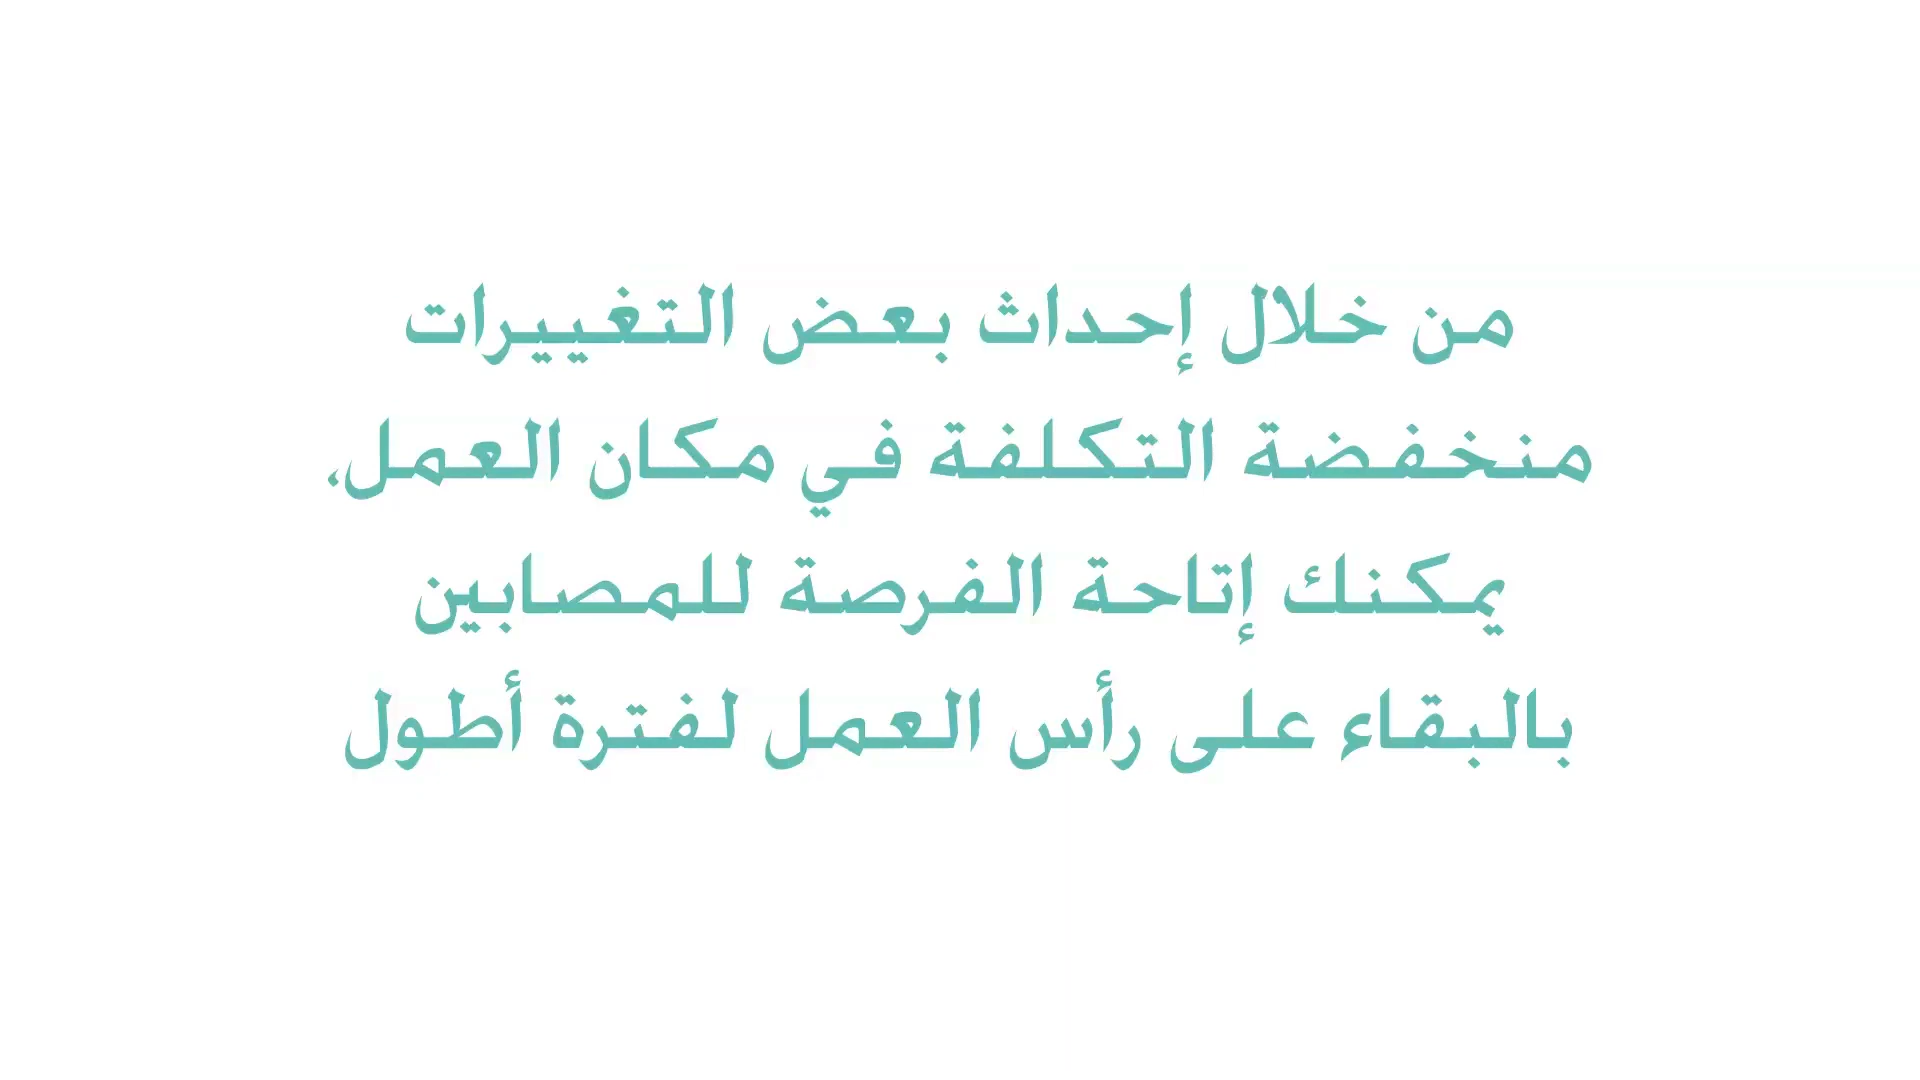 من خلال إحداث بعض التغييرات
منخفضة التكلفة في مكان العمل،
يمكنك إتاحة الفرصة للمصابين
بالبقاء على رأس العمل لفترة أطول